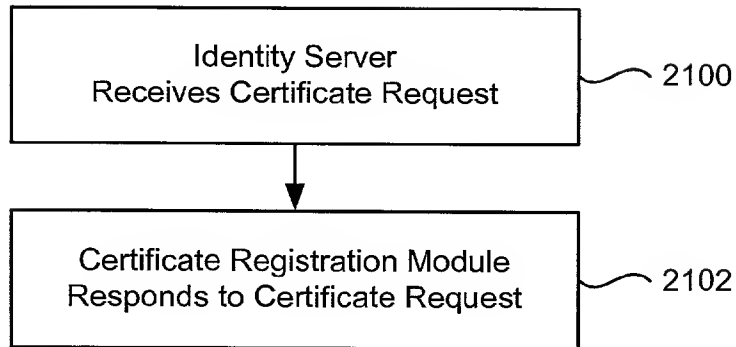 Identity Server
Receives Certificate Request
2100
Certificate Registration Module
Responds to Certificate Request
2102